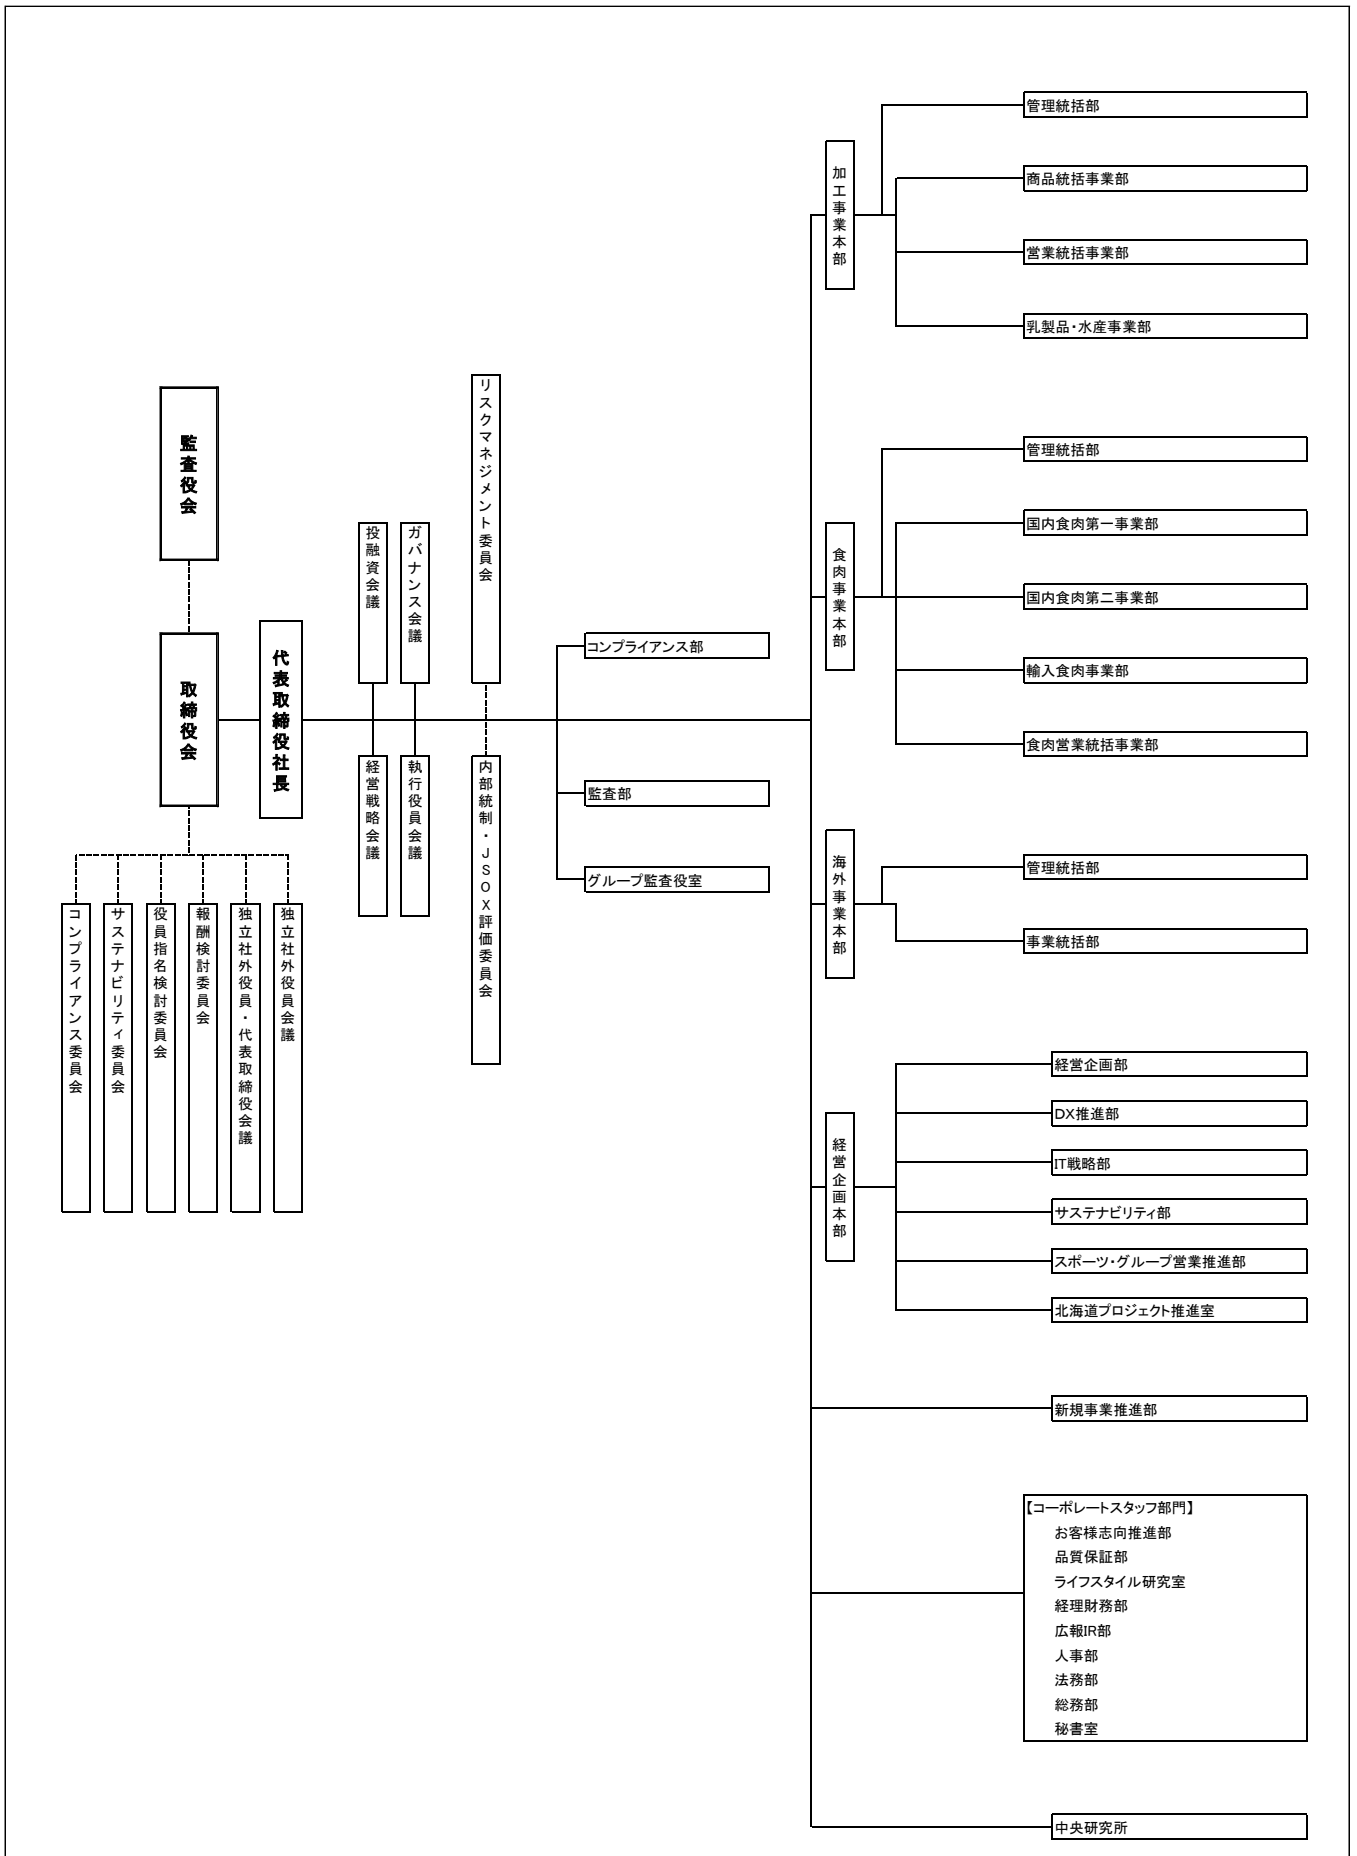 監査役会
取締役会
代表取締役社長
コンプライアンス委員会
サステナビリティ委員会
役員指名検討委員会
報酬検討委員会
独立社外役員・代表取締役会議
独立社外役員会議
投融資会議
ガバナンス会議
経営戦略会議
執行役員会議
リスクマネジメント委員会
内部統制・JSOX評価委員会
コンプライアンス部
監査部
グループ監査役室
加工事業本部
管理統括部
商品統括事業部
営業統括事業部
乳製品・水産事業部
食肉事業本部
管理統括部
国内食肉第一事業部
国内食肉第二事業部
輸入食肉事業部
食肉営業統括事業部
海外事業本部
管理統括部
事業統括部
経営企画本部
経営企画部
DX推進部
IT戦略部
サステナビリティ部
スポーツ・グループ営業推進部
北海道プロジェクト推進室
新規事業推進部
【コーポレートスタッフ部門】
お客様志向推進部
品質保証部
ライフスタイル研究室
経理財務部
広報IR部
人事部
法務部
総務部
秘書室
中央研究所